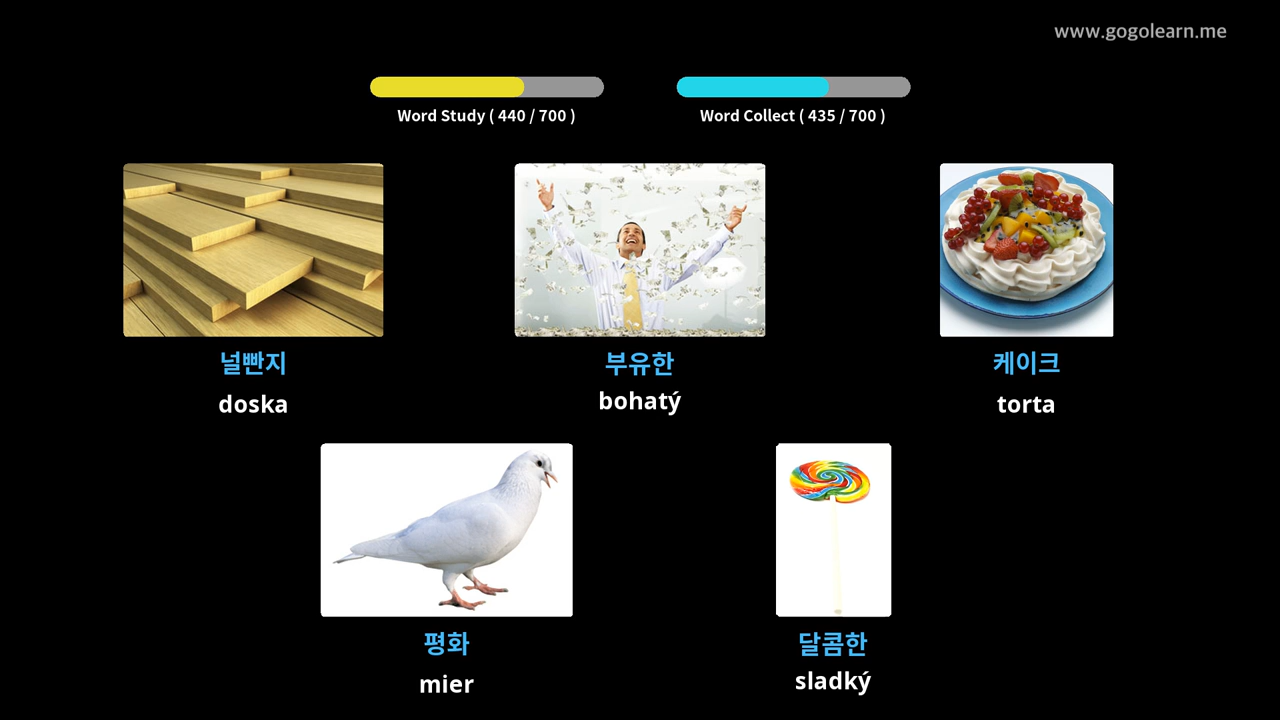 www.gogolearn.me
Word Study ( 440 / 700 )
Word Collect ( 435 / 700 )
널빤지
doska
부유한
bohatý
케이크
torta
평화
mier
달콤한
sladký